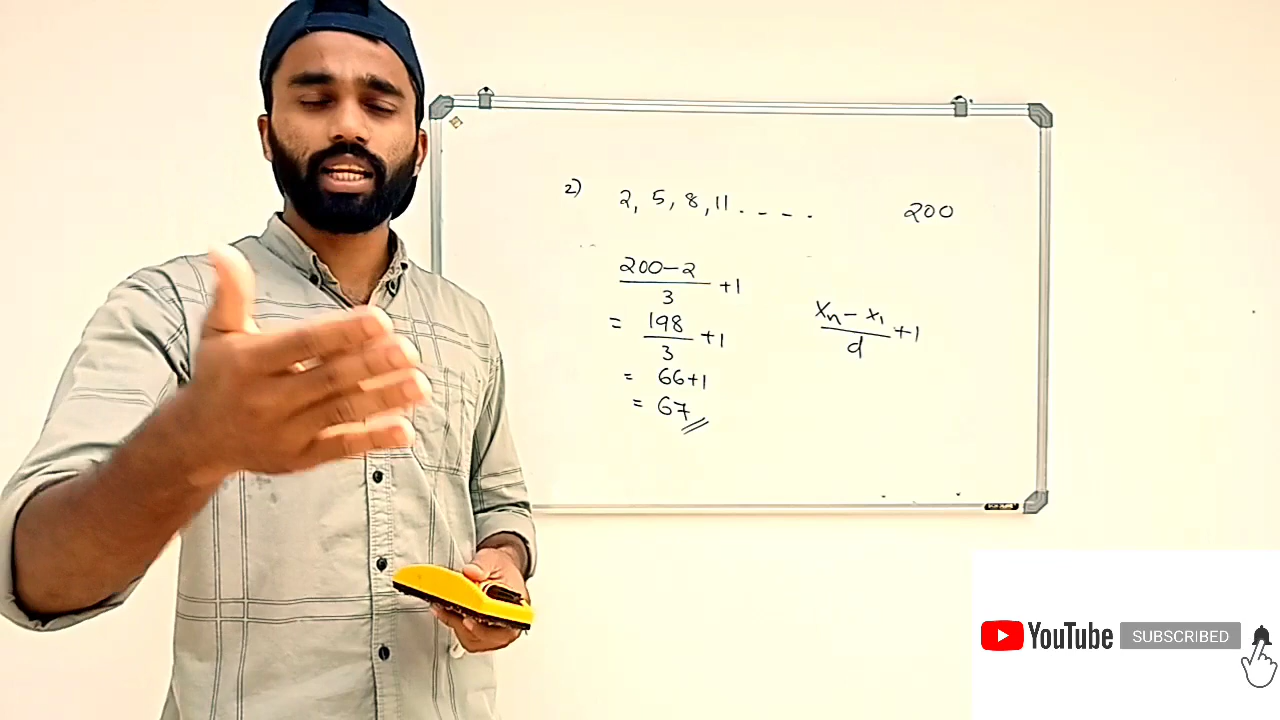 2) 2, 5, 8, 11 . - - - . 200
200-2
3
+1
= 198
3
+1
= 66+1
= 67
xn - x1
d
+1
YouTube SUBSCRIBED